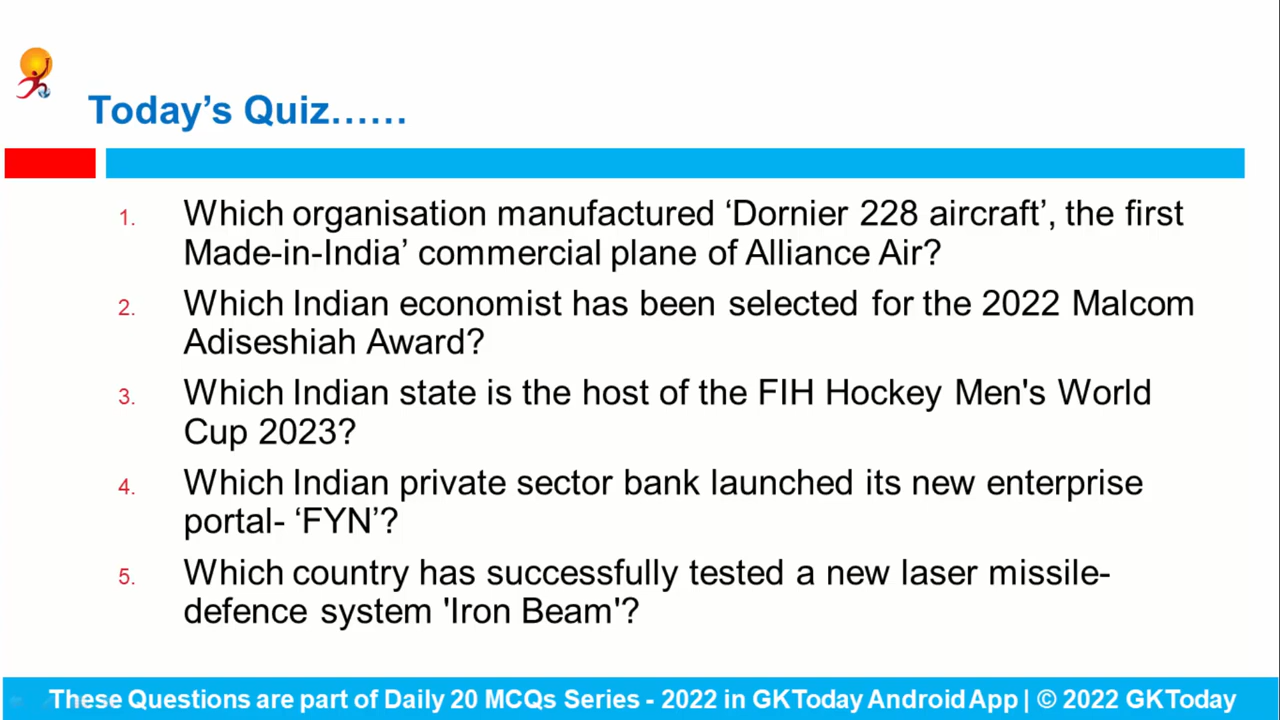 Today’s Quiz……
1. Which organisation manufactured ‘Dornier 228 aircraft’, the first
Made-in-India’ commercial plane of Alliance Air?
2. Which Indian economist has been selected for the 2022 Malcom
Adiseshiah Award?
3. Which Indian state is the host of the FIH Hockey Men's World
Cup 2023?
4. Which Indian private sector bank launched its new enterprise
portal- ‘FYN’?
5. Which country has successfully tested a new laser missile-
defence system 'Iron Beam'?
These Questions are part of Daily 20 MCQs Series - 2022 in GKToday Android App | © 2022 GKToday